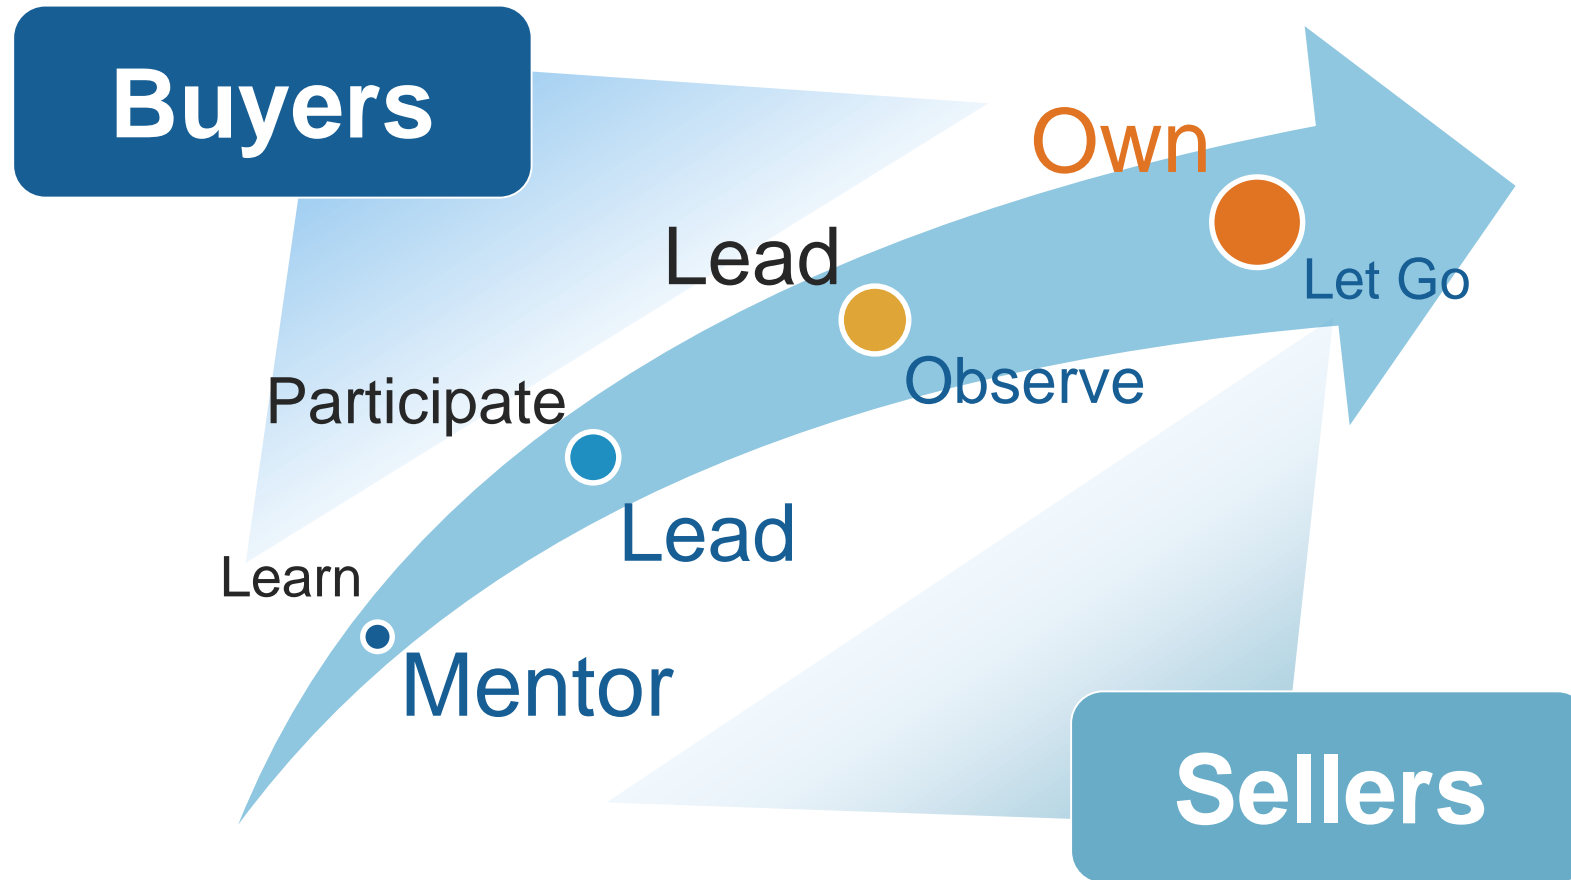 Buyers
Own
Lead
Let Go
Observe
Participate
Lead
Learn
Mentor
Sellers